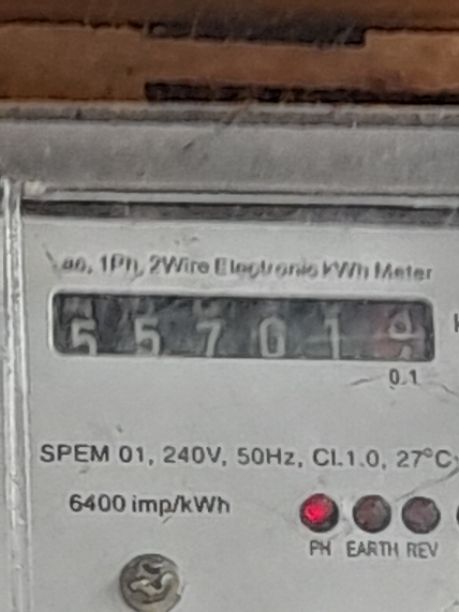 ac, 1Ph, 2Wire Electronic kWh Meter
5 5 7 0 1
0.1
SPEM 01, 240V, 50Hz, Cl.1.0, 27°C
6400 imp/kWh
PH EARTH REV